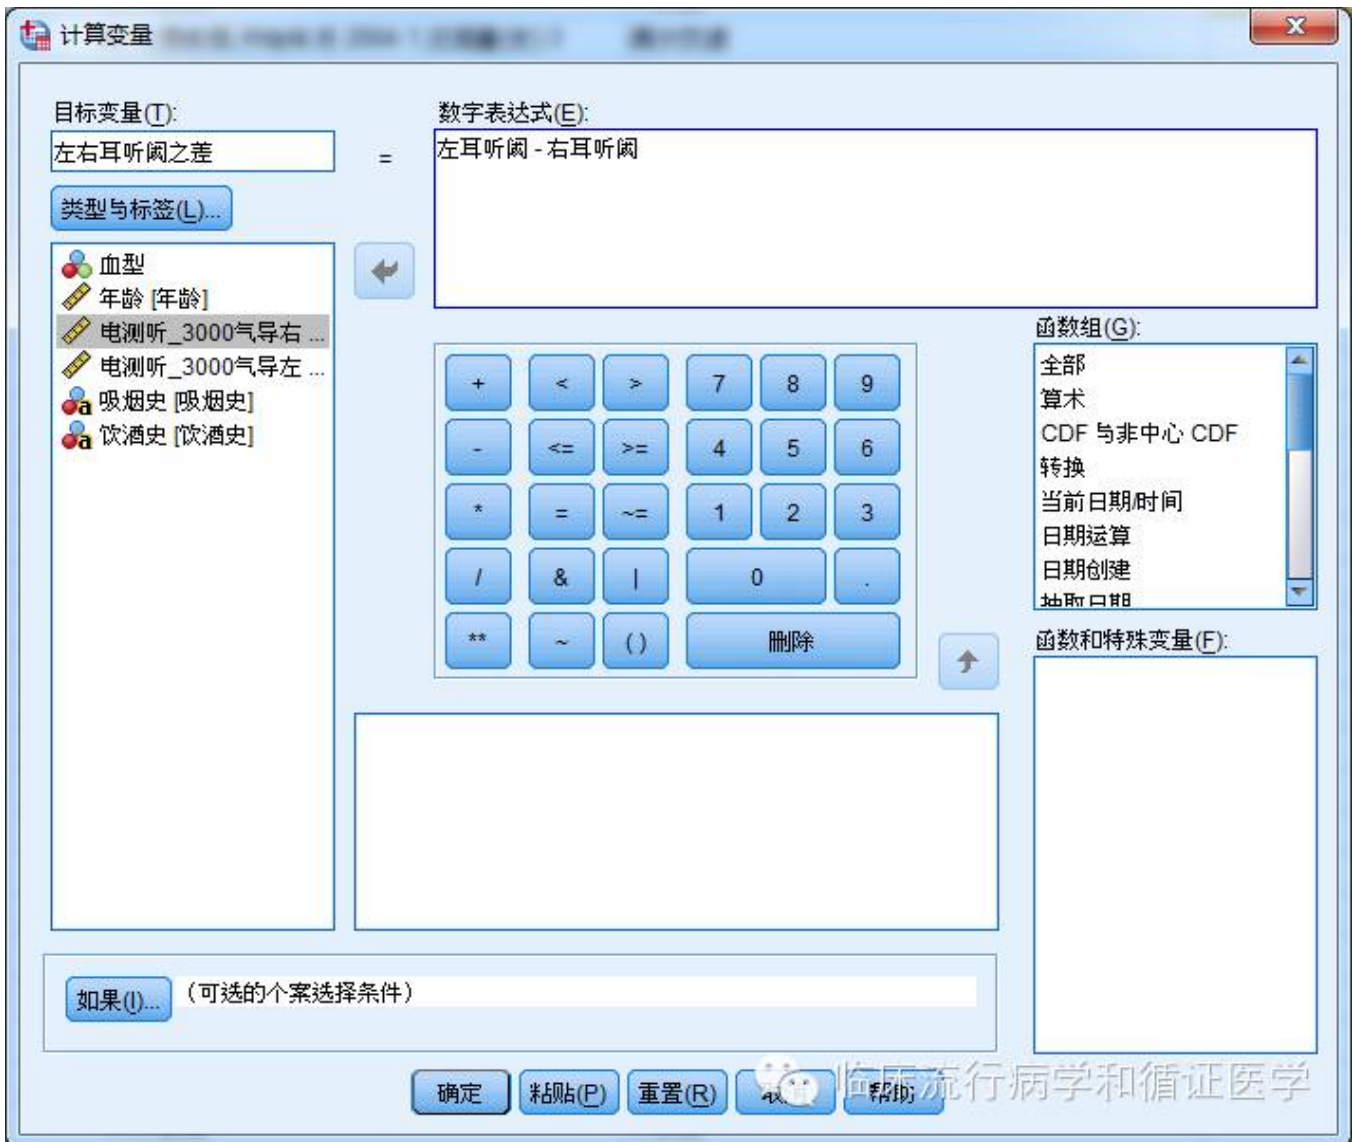 计算变量
目标变量(T):
数字表达式(E):
左右耳听阈之差
=
左耳听阈 - 右耳听阈
类型与标签(L)...
血型
年龄 [年龄]
电测听_3000气导右 ...
电测听_3000气导左 ...
吸烟史 [吸烟史]
饮酒史 [饮酒史]
+ < > 7 8 9
- <= >= 4 5 6
* = ~= 1 2 3
/ & | 0 .
** ~ ( ) 删除
函数组(G):
全部
算术
CDF 与非中心 CDF
转换
当前日期/时间
日期运算
日期创建
抽取日期
函数和特殊变量(F):
如果(I)...
（可选的个案选择条件）
确定 粘贴(P) 重置(R) 帮助
临床流行病学和循证医学